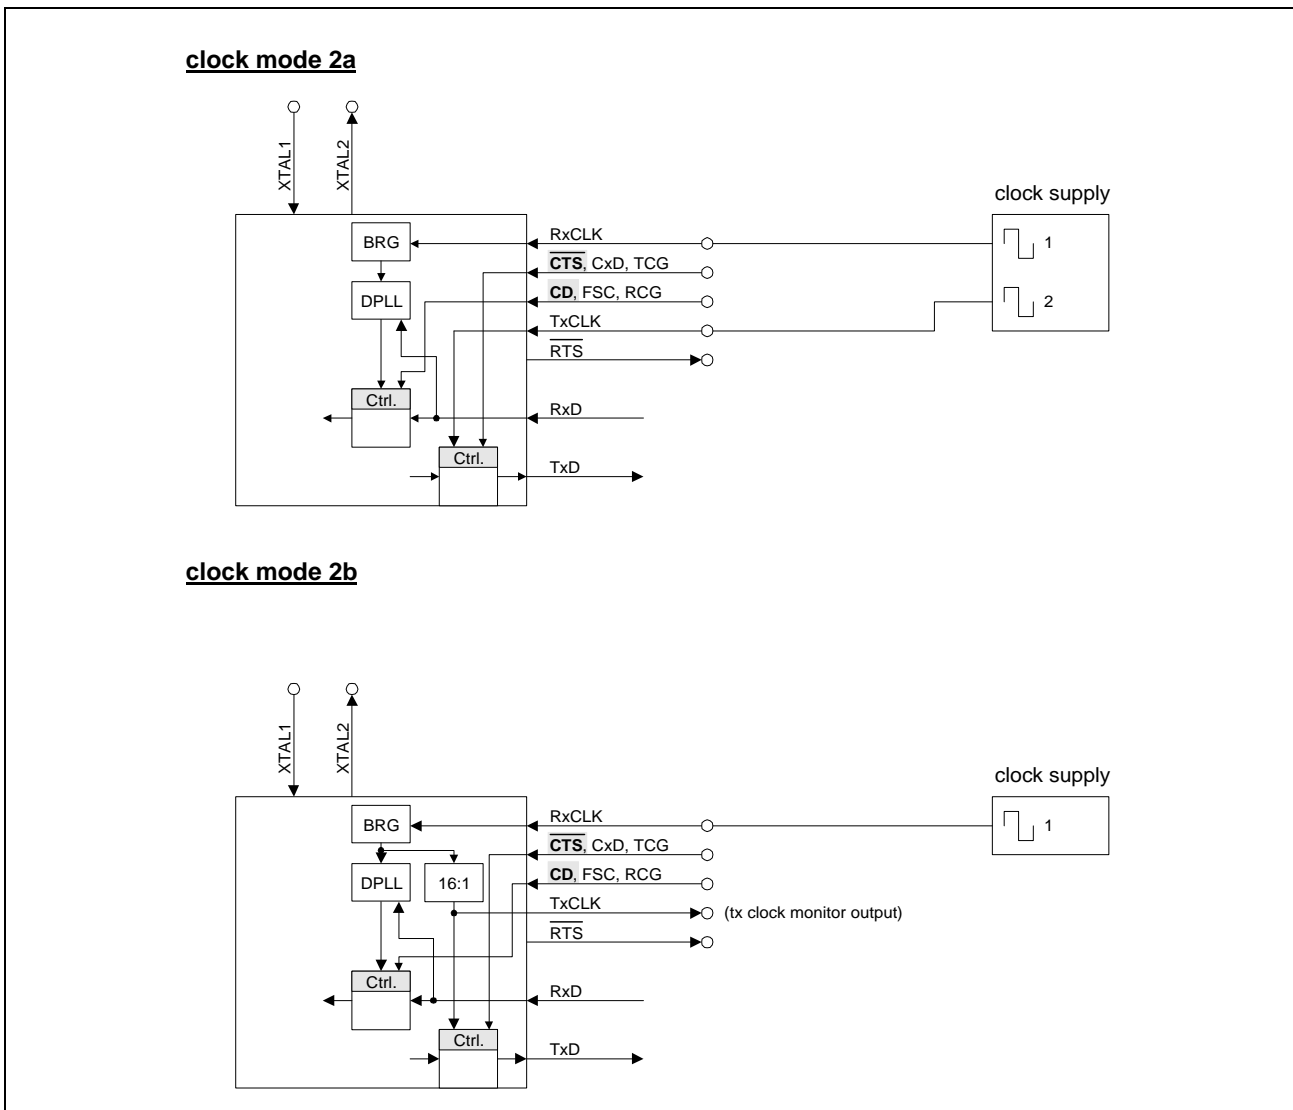 clock mode 2a
XTAL1
XTAL2
clock supply
BRG
RxCLK
1
CTS, CxD, TCG
DPLL
CD, FSC, RCG
2
TxCLK
RTS
Ctrl.
RxD
Ctrl.
TxD
clock mode 2b
XTAL1
XTAL2
clock supply
BRG
RxCLK
1
CTS, CxD, TCG
DPLL
16:1
CD, FSC, RCG
TxCLK
(tx clock monitor output)
RTS
Ctrl.
RxD
Ctrl.
TxD